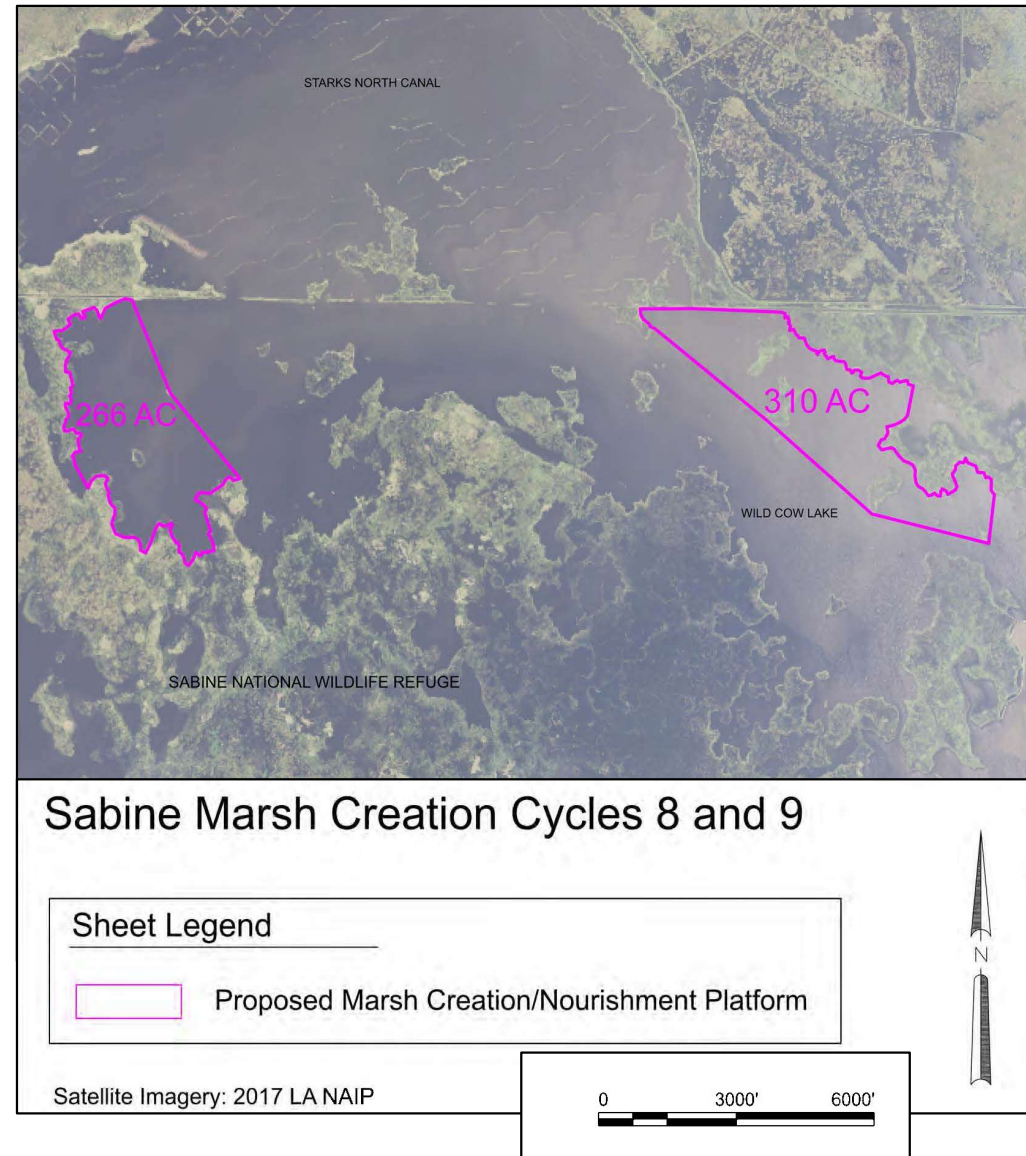 STARKS NORTH CANAL
266 AC
310 AC
WILD COW LAKE
SABINE NATIONAL WILDLIFE REFUGE
Sabine Marsh Creation Cycles 8 and 9
Sheet Legend
Proposed Marsh Creation/Nourishment Platform
N
Satellite Imagery: 2017 LA NAIP
0 3000' 6000'